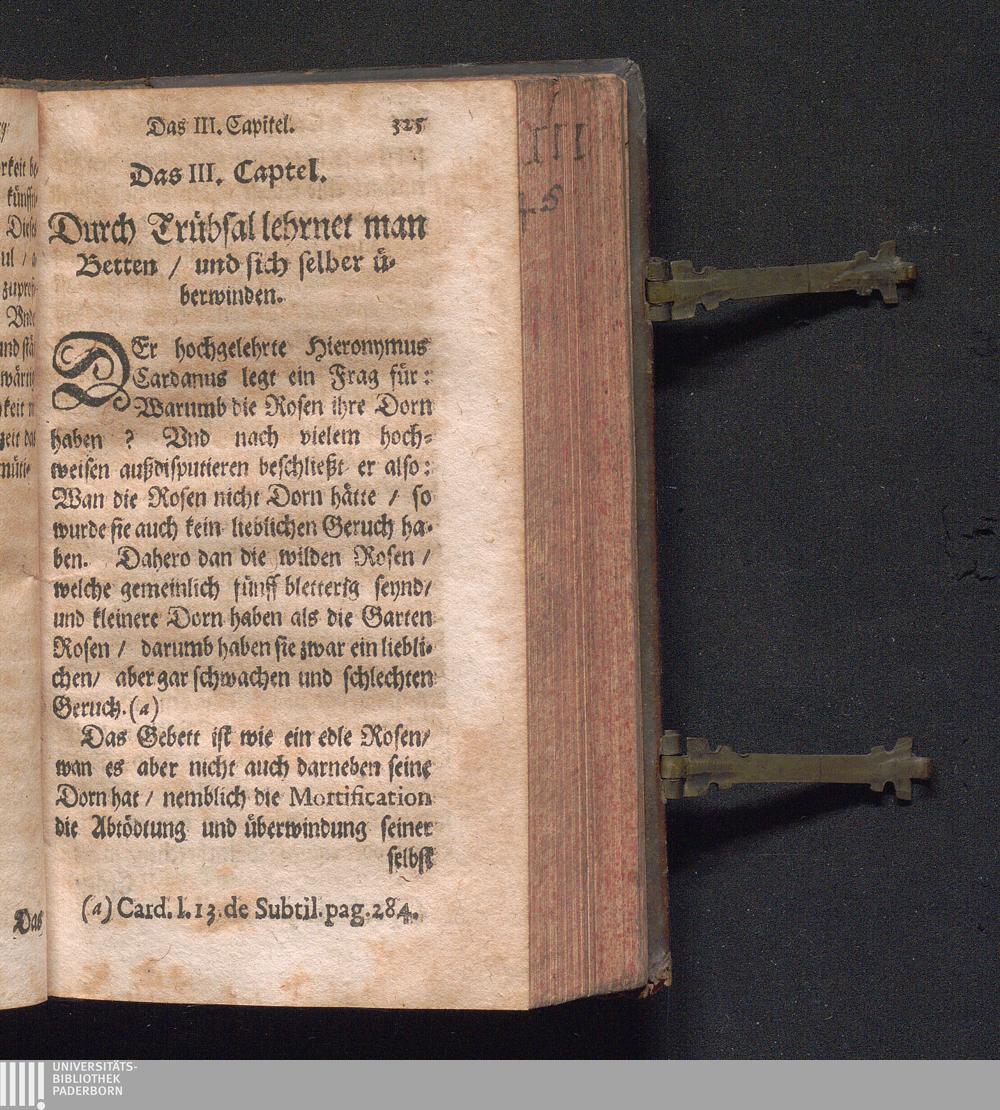 Das III. Capitel. 325
Das III. Captel.
Durch Trübsal lehrnet man
Betten / und sich selber ü-
berwinden.
DEr hochgelehrte Hieronymus
Cardanus legt ein Frag für:
Warumb die Rosen ihre Dorn
haben ? Vnd nach vielem hoch-
weisen außdisputieren beschließt er also:
Wan die Rosen nicht Dorn hätte / so
wurde sie auch kein lieblichen Geruch ha-
ben. Dahero dan die wilden Rosen /
welche gemeinlich fünff bletterig seynd/
und kleinere Dorn haben als die Garten
Rosen / darumb haben sie zwar ein liebli-
chen/ aber gar schwachen und schlechten
Geruch. (a)
Das Gebett ist wie ein edle Rosen/
wan es aber nicht auch darneben seine
Dorn hat / nemblich die Mortification
die Abtödtung und überwindung seiner
selbst
(a) Card. l. 13. de Subtil. pag. 284.
Das
III
45
UNIVERSITÄTS-
BIBLIOTHEK
PADERBORN